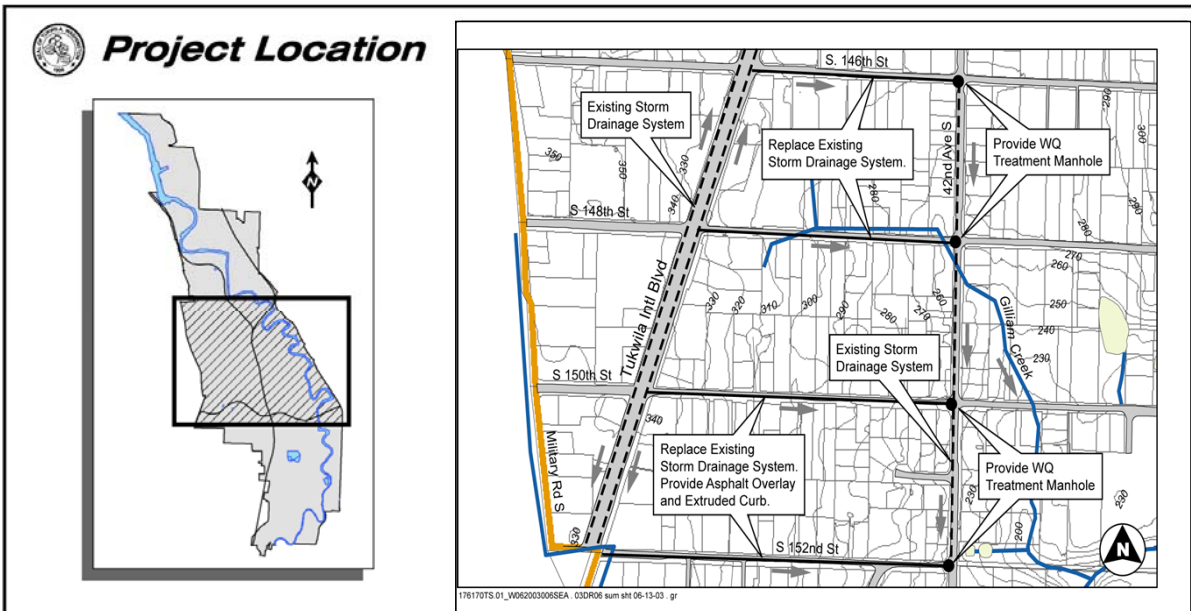 Project Location
N
S. 146th St
Existing Storm
Drainage System
Replace Existing
Storm Drainage System.
Provide WQ
Treatment Manhole
42nd Ave S
290
300
350
350
330
340
280
290
280
S 148th St
270
260
250
240
230
Tukwila Intl Blvd
330
320
310
300
290
280
270
260
Gilliam Creek
Existing Storm
Drainage System
S 150th St
340
Military Rd S
Replace Existing
Storm Drainage System.
Provide Asphalt Overlay
and Extruded Curb.
Provide WQ
Treatment Manhole
230
200
230
330
S 152nd St
N
176170TS.01_W062003006SEA . 03DR06 sum sht 06-13-03 . gr